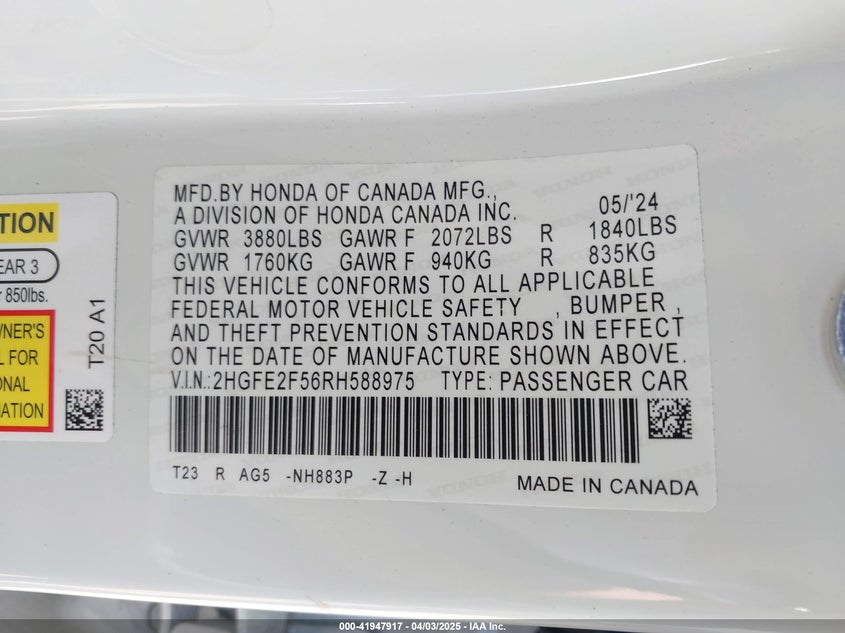 TION
EAR 3
r 850lbs.
WNER'S
L FOR
ONAL
MATION
T20 A1
MFD.BY HONDA OF CANADA MFG.,
A DIVISION OF HONDA CANADA INC. 05/'24
GVWR 3880LBS GAWR F 2072LBS R 1840LBS
GVWR 1760KG GAWR F 940KG R 835KG
THIS VEHICLE CONFORMS TO ALL APPLICABLE
FEDERAL MOTOR VEHICLE SAFETY , BUMPER ,
AND THEFT PREVENTION STANDARDS IN EFFECT
ON THE DATE OF MANUFACTURE SHOWN ABOVE.
V.I.N.:2HGFE2F56RH588975 TYPE: PASSENGER CAR
T23 R AG5 -NH883P -Z -H
MADE IN CANADA
000-41947917 - 04/03/2025 - IAA Inc.